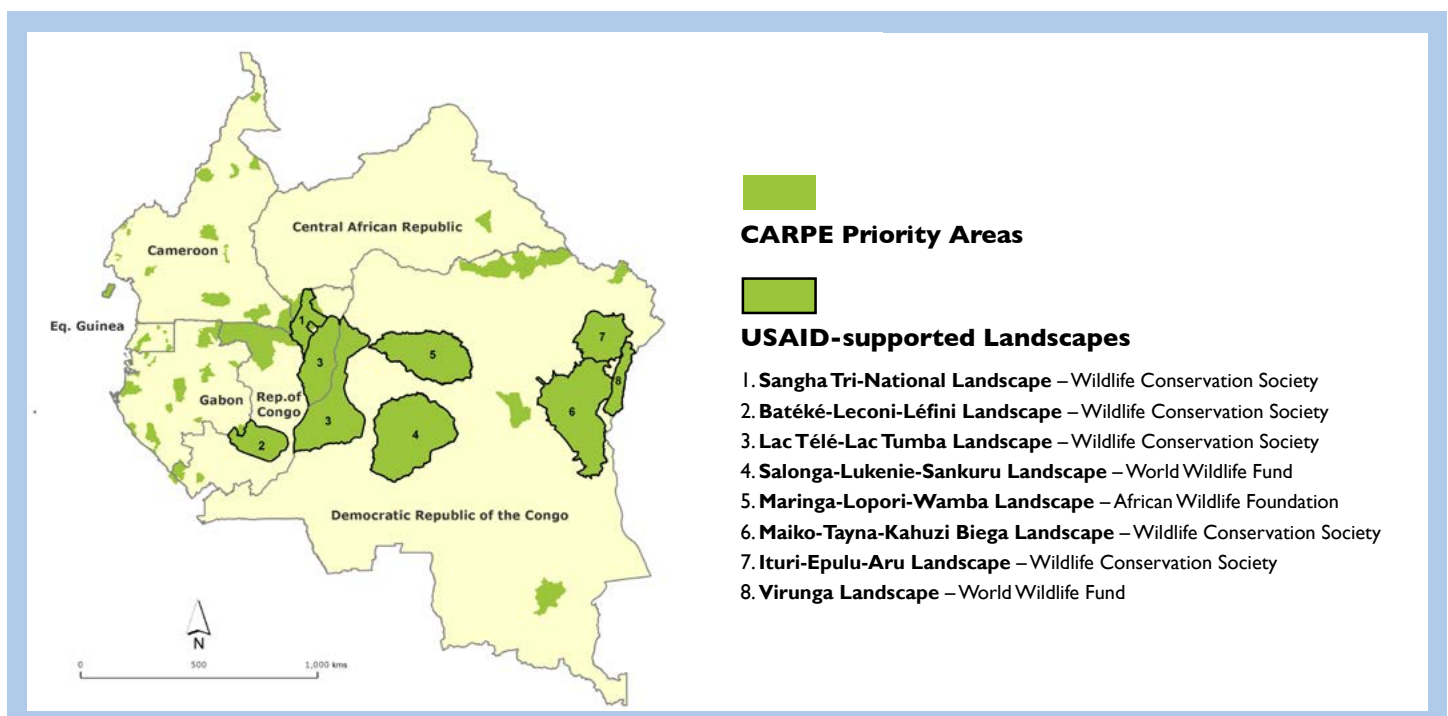 Central African Republic
Cameroon
Eq. Guinea
Gabon
Rep.of
Congo
Democratic Republic of the Congo
1
2
3
3
4
5
6
7
8
N
0 500 1,000 kms
CARPE Priority Areas
USAID-supported Landscapes
1. Sangha Tri-National Landscape – Wildlife Conservation Society
2. Batéké-Leconi-Léfini Landscape – Wildlife Conservation Society
3. Lac Télé-Lac Tumba Landscape – Wildlife Conservation Society
4. Salonga-Lukenie-Sankuru Landscape – World Wildlife Fund
5. Maringa-Lopori-Wamba Landscape – African Wildlife Foundation
6. Maiko-Tayna-Kahuzi Biega Landscape – Wildlife Conservation Society
7. Ituri-Epulu-Aru Landscape – Wildlife Conservation Society
8. Virunga Landscape – World Wildlife Fund